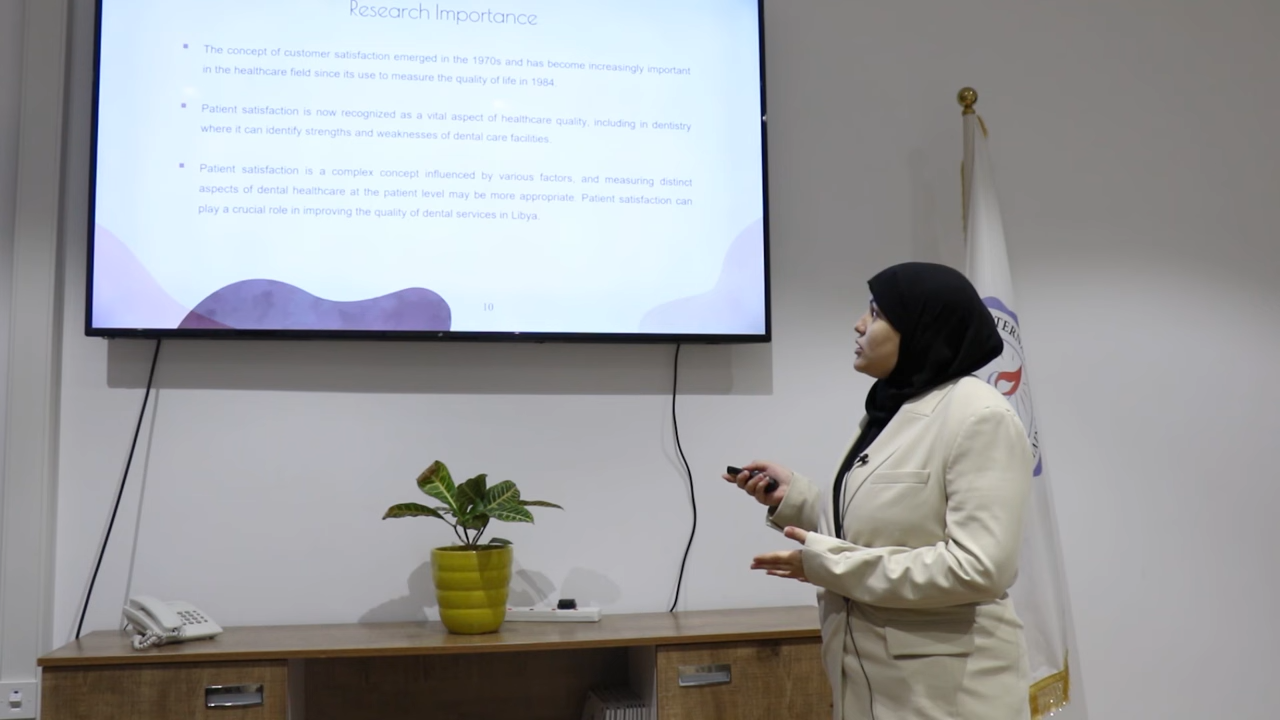 Research Importance
The concept of customer satisfaction emerged in the 1970s and has become increasingly important
in the healthcare field since its use to measure the quality of life in 1984.
Patient satisfaction is now recognized as a vital aspect of healthcare quality, including in dentistry
where it can identify strengths and weaknesses of dental care facilities.
Patient satisfaction is a complex concept influenced by various factors, and measuring distinct
aspects of dental healthcare at the patient level may be more appropriate. Patient satisfaction can
play a crucial role in improving the quality of dental services in Libya.
10